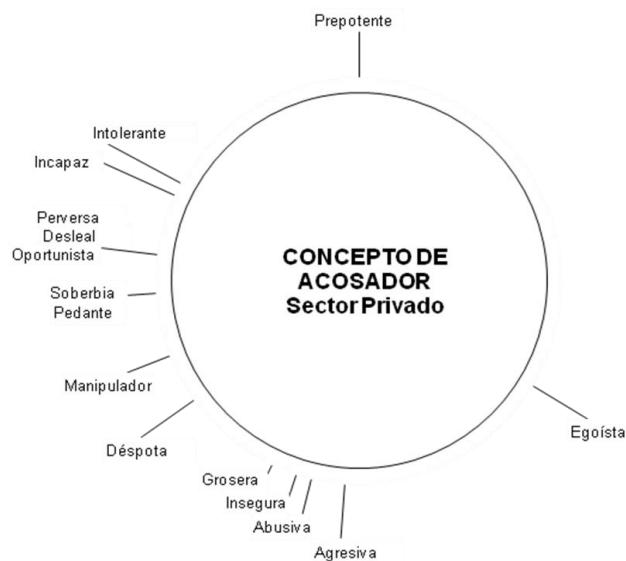 Prepotente
Intolerante
Incapaz
Perversa
Desleal
Oportunista
Soberbia
Pedante
Manipulador
Déspota
Grosera
Insegura
Abusiva
Agresiva
Egoísta
CONCEPTO DE
ACOSADOR
Sector Privado